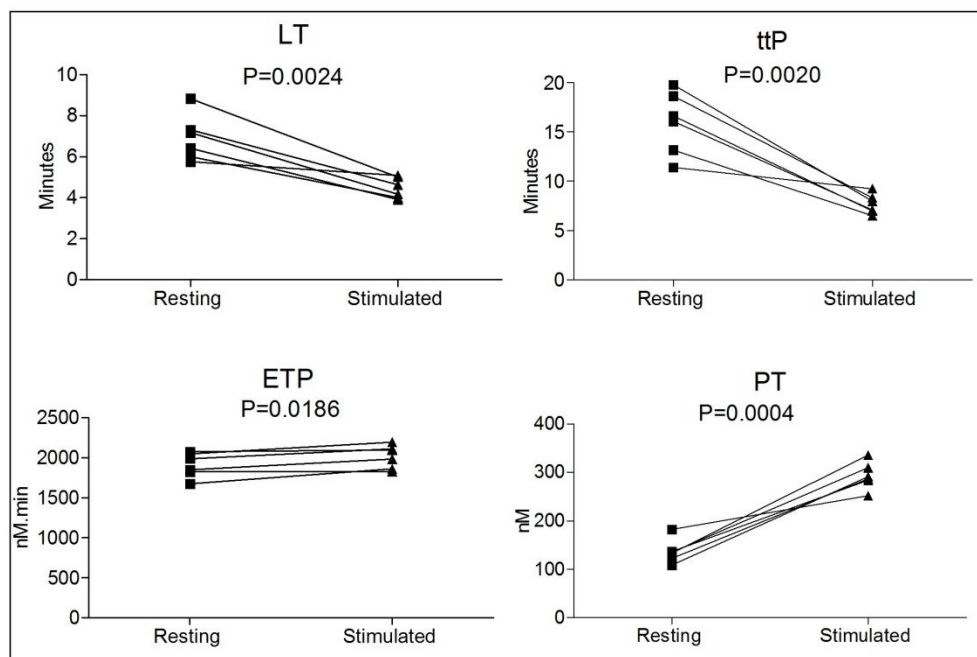 LT
P=0.0024
Minutes
10
8
6
4
2
0
Resting Stimulated
ttP
P=0.0020
Minutes
20
15
10
5
0
Resting Stimulated
ETP
P=0.0186
nM.min
2500
2000
1500
1000
500
0
Resting Stimulated
PT
P=0.0004
nM
400
300
200
100
0
Resting Stimulated